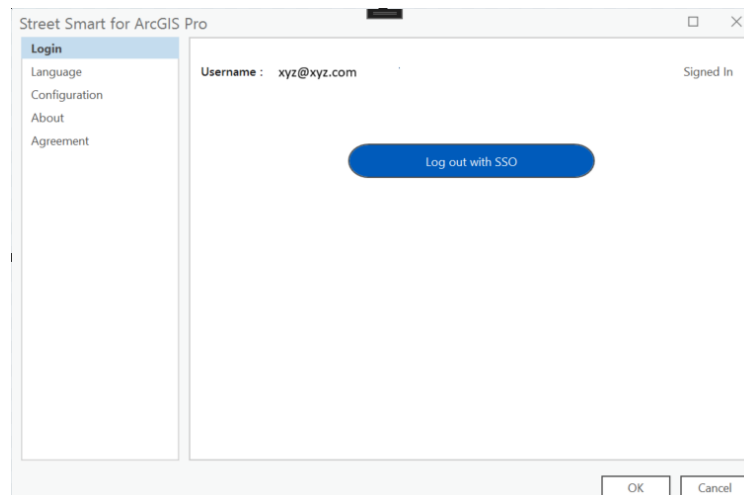 Street Smart for ArcGIS Pro
Login
Language
Configuration
About
Agreement
Username : xyz@xyz.com
Signed In
Log out with SSO
OK
Cancel